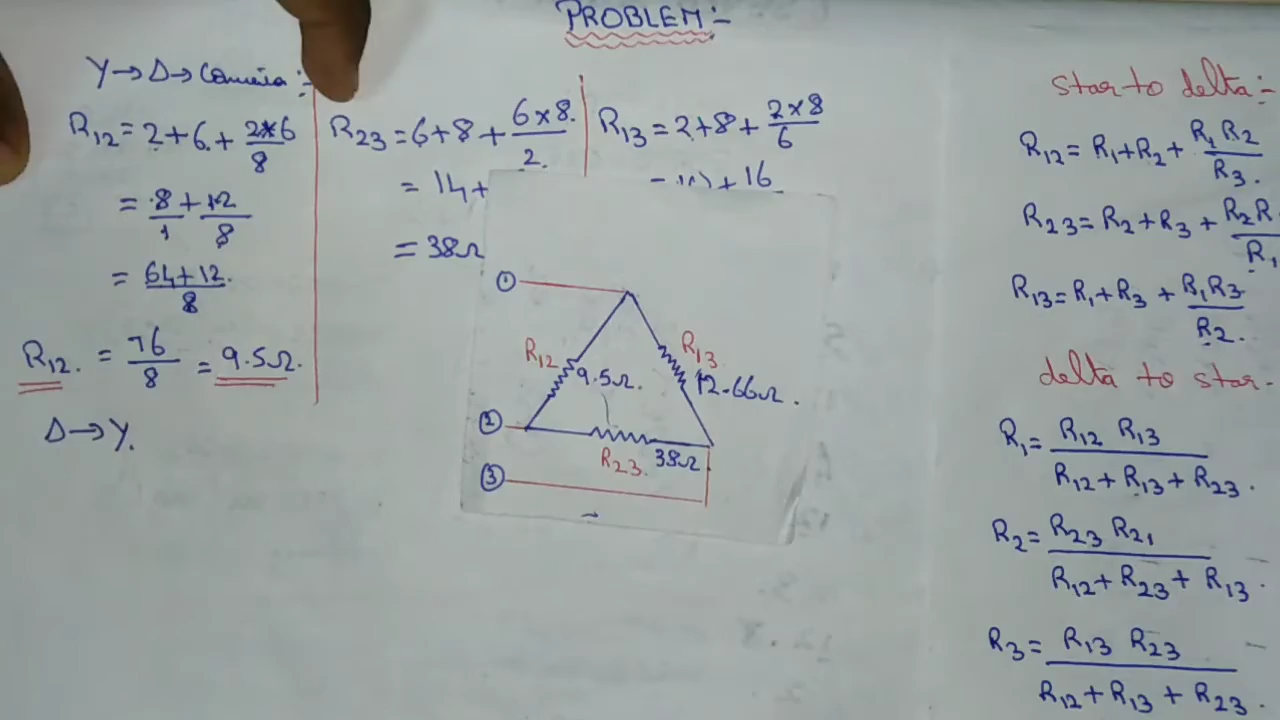 PROBLEM:-
Y→Δ→ :-
R12 = 2+6+ 2×6/8
= 8/1 + 12/8
= 64+12/8
R12. = 76/8 = 9.5Ω.
Δ→Y.
R23 = 6+8+ 6×8/2
= 14+
= 38Ω
R13 = 2+8+ 2×8/6
+ 16
①
R12
9.5Ω.
R13
12.66Ω.
②
R23.
38Ω
③
star to delta:-
R12= R1+R2+ R1 R2/R3.
R23= R2+R3+ R2R/R1
R13= R1+R3 + R1R3/R2.
delta to star-
R1= R12 R13/R12+R13+R23.
R2= R23 R21/R12+R23+R13.
R3= R13 R23/R12+R13+R23.